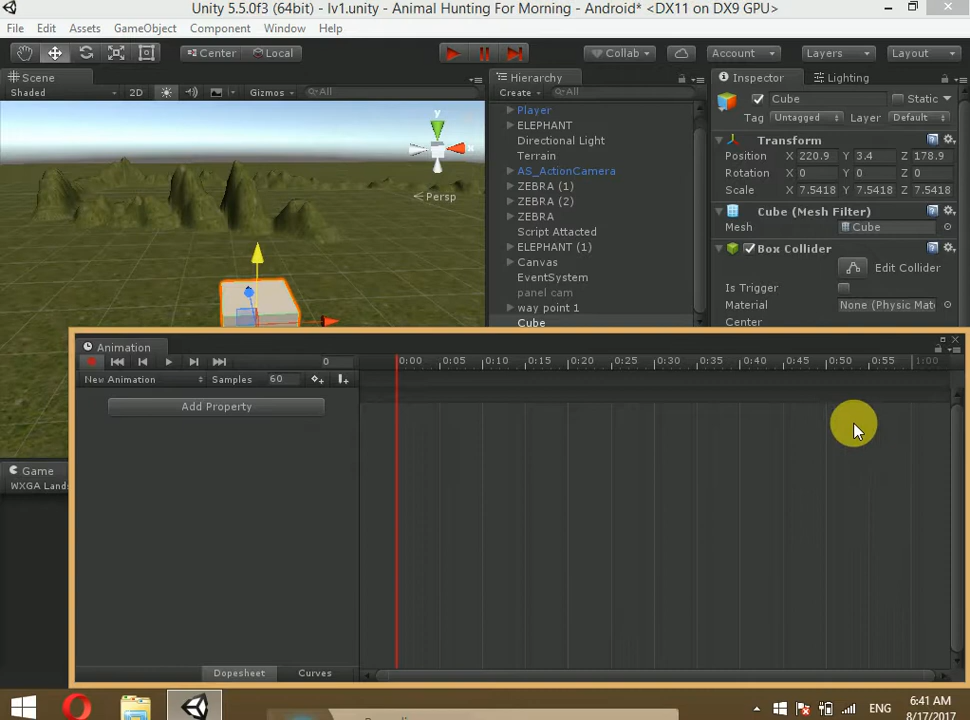 Unity 5.5.0f3 (64bit) - lv1.unity - Animal Hunting For Morning - Android* <DX11 on DX9 GPU>
File Edit Assets GameObject Component Window Help
Center Local Collab Account Layers Layout
Scene Hierarchy Inspector Lighting
Shaded 2D Gizmos All Create All Cube Static
Tag Untagged Layer Default
Player
ELEPHANT
Directional Light
Terrain
AS_ActionCamera
ZEBRA (1)
ZEBRA (2)
ZEBRA
Script Attacted
ELEPHANT (1)
Canvas
EventSystem
panel cam
way point 1
Cube
y
Persp
Transform
Position X 220.9 Y 3.4 Z 178.9
Rotation X 0 Y 0 Z 0
Scale X 7.5418 Y 7.5418 Z 7.5418
Cube (Mesh Filter)
Mesh Cube
Box Collider
Edit Collider
Is Trigger
Material None (Physic Mate
Center
Animation
0 0:00 0:05 0:10 0:15 0:20 0:25 0:30 0:35 0:40 0:45 0:50 0:55 1:00
New Animation Samples 60
Add Property
Game
WXGA Lands
Dopesheet Curves
ENG
6:41 AM
8/17/2017